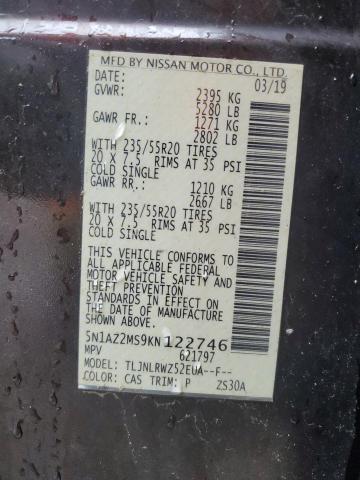 MFD BY NISSAN MOTOR CO., LTD.
DATE: 03/19
GVWR: 2395 KG
5280 LB
GAWR FR.: 1271 KG
2802 LB
WITH 235/55R20 TIRES
20 X 7.5 RIMS AT 35 PSI
COLD SINGLE
GAWR RR.: 1210 KG
2667 LB
WITH 235/55R20 TIRES
20 X 7.5 RIMS AT 35 PSI
COLD SINGLE
THIS VEHICLE CONFORMS TO
ALL APPLICABLE FEDERAL
MOTOR VEHICLE SAFETY AND
THEFT PREVENTION
STANDARDS IN EFFECT ON
THE DATE OF MANUFACTURE
SHOWN ABOVE.
5N1AZ2MS9KN122746
MPV 621797
MODEL: TLJNLRWZ52EUA--F--
COLOR: CAS TRIM: P ZS30A